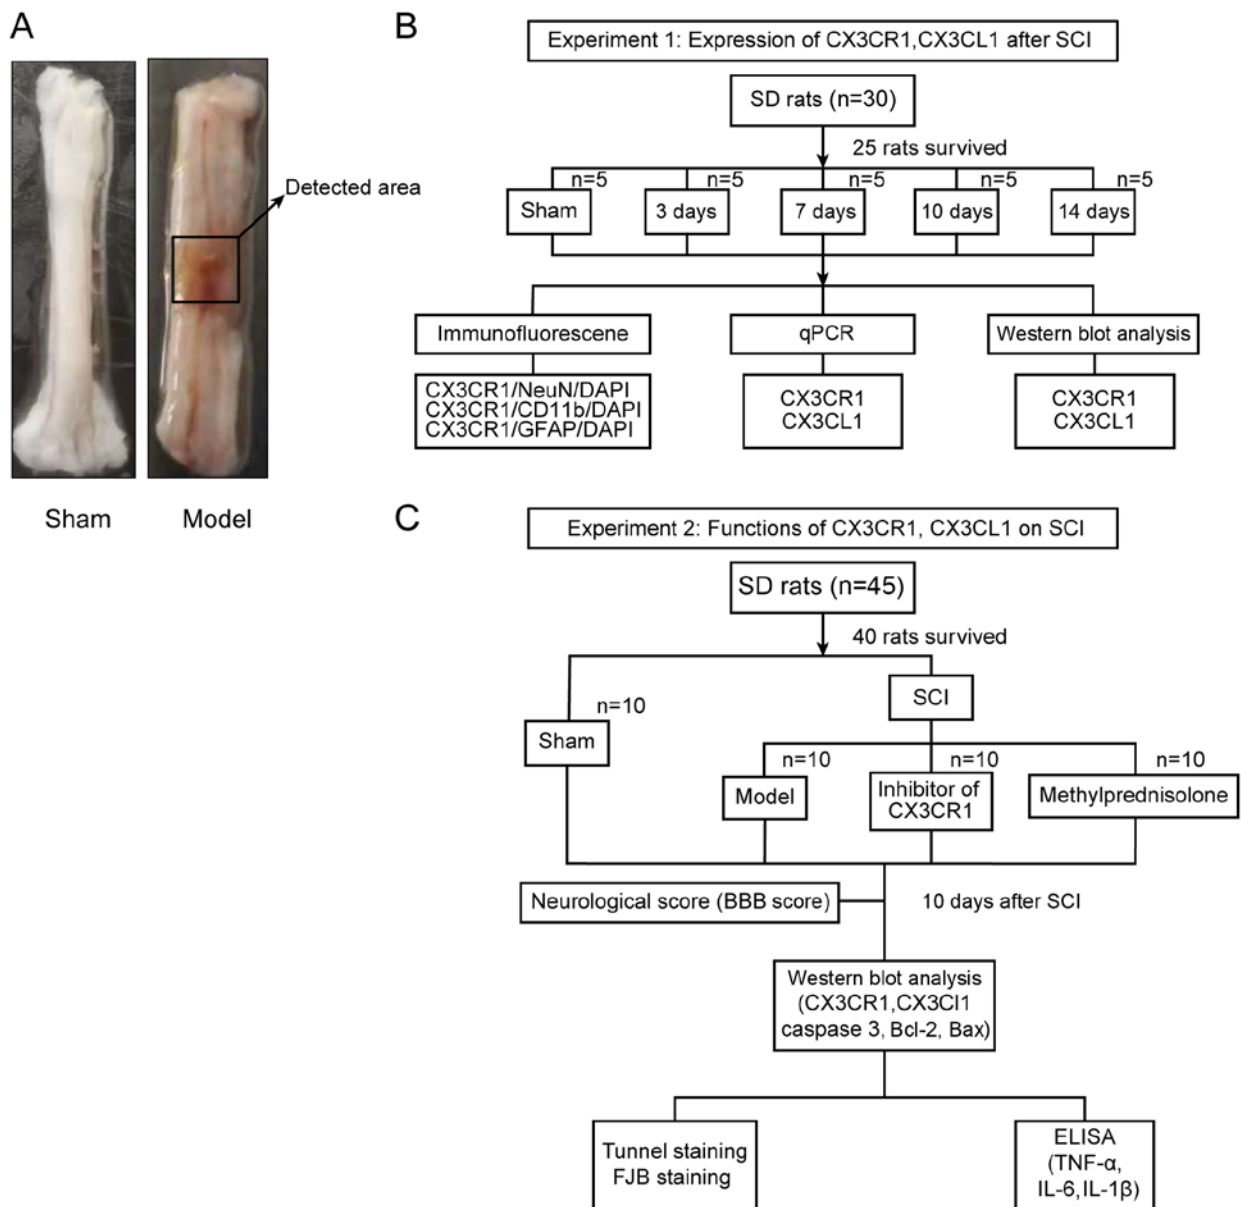 A
Detected area
Sham
Model
B
Experiment 1: Expression of CX3CR1,CX3CL1 after SCI
SD rats (n=30)
25 rats survived
n=5
n=5
n=5
n=5
n=5
Sham
3 days
7 days
10 days
14 days
Immunofluorescene
qPCR
Western blot analysis
CX3CR1/NeuN/DAPI
CX3CR1/CD11b/DAPI
CX3CR1/GFAP/DAPI
CX3CR1
CX3CL1
CX3CR1
CX3CL1
C
Experiment 2: Functions of CX3CR1, CX3CL1 on SCI
SD rats (n=45)
40 rats survived
SCI
n=10
Sham
n=10
n=10
n=10
Model
Inhibitor of
CX3CR1
Methylprednisolone
Neurological score (BBB score)
10 days after SCI
Western blot analysis
(CX3CR1,CX3Cl1
caspase 3, Bcl-2, Bax)
Tunnel staining
FJB staining
ELISA
(TNF-α,
IL-6,IL-1β)